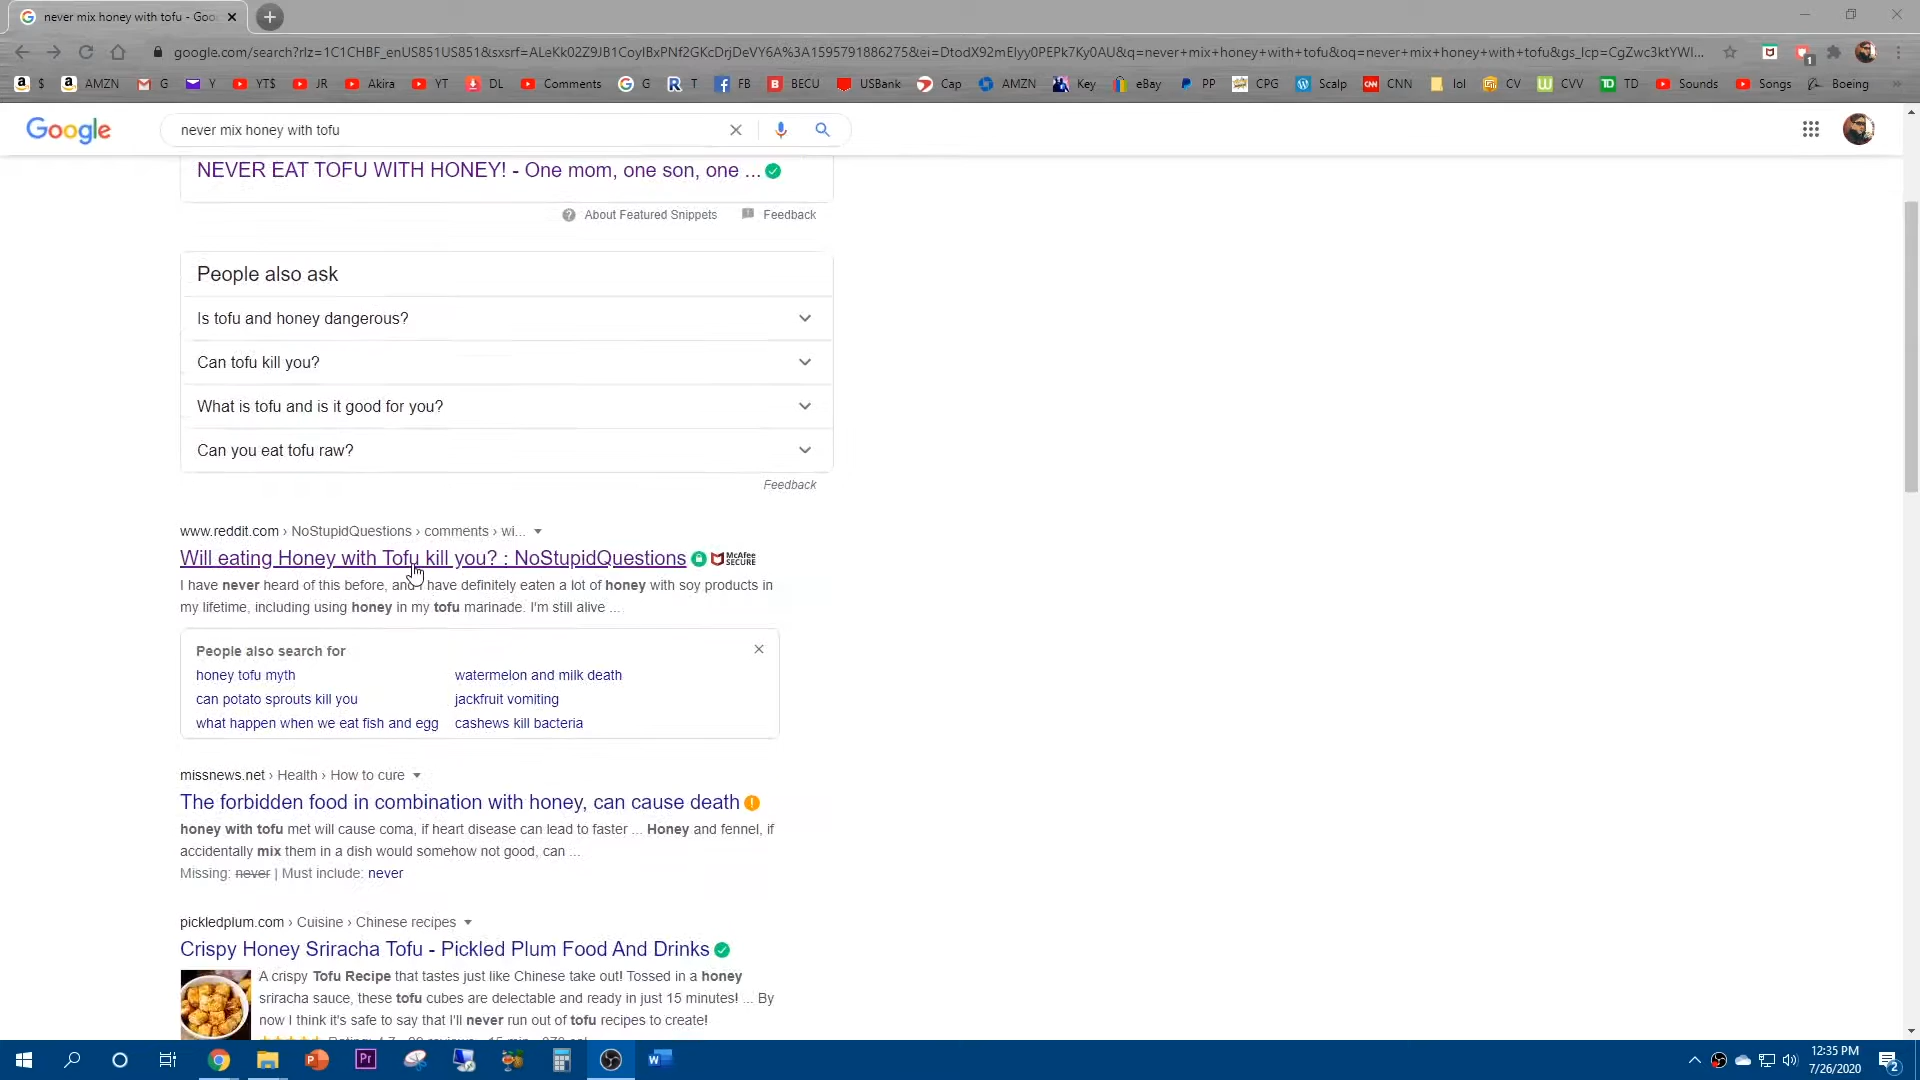 never mix honey with tofu - Goo
google.com/search?rlz=1C1CHBF_enUS851US851&sxsrf=ALeKk02Z9JB1CoyIBxPNf2GKcDrjDeVY6A%3A1595791886275&ei=DtodX92mEIyy0PEPk7Ky0AU&q=never+mix+honey+with+tofu&oq=never+mix+honey+with+tofu&gs_lcp=CgZwc3ktYWI...
$ AMZN G Y YT$ JR Akira YT DL Comments G T FB BECU USBank Cap AMZN Key eBay PP CPG Scalp CNN lol CV CVV TD Sounds Songs Boeing
Google never mix honey with tofu
NEVER EAT TOFU WITH HONEY! - One mom, one son, one ...
About Featured Snippets Feedback
People also ask
Is tofu and honey dangerous?
Can tofu kill you?
What is tofu and is it good for you?
Can you eat tofu raw?
Feedback
www.reddit.com › NoStupidQuestions › comments › wi...
Will eating Honey with Tofu kill you? : NoStupidQuestions McAfee SECURE
I have never heard of this before, and I have definitely eaten a lot of honey with soy products in
my lifetime, including using honey in my tofu marinade. I'm still alive ...
People also search for
honey tofu myth watermelon and milk death
can potato sprouts kill you jackfruit vomiting
what happen when we eat fish and egg cashews kill bacteria
missnews.net › Health › How to cure
The forbidden food in combination with honey, can cause death
honey with tofu met will cause coma, if heart disease can lead to faster ... Honey and fennel, if
accidentally mix them in a dish would somehow not good, can ...
Missing: never | Must include: never
pickledplum.com › Cuisine › Chinese recipes
Crispy Honey Sriracha Tofu - Pickled Plum Food And Drinks
A crispy Tofu Recipe that tastes just like Chinese take out! Tossed in a honey
sriracha sauce, these tofu cubes are delectable and ready in just 15 minutes! ... By
now I think it's safe to say that I'll never run out of tofu recipes to create!
12:35 PM
7/26/2020